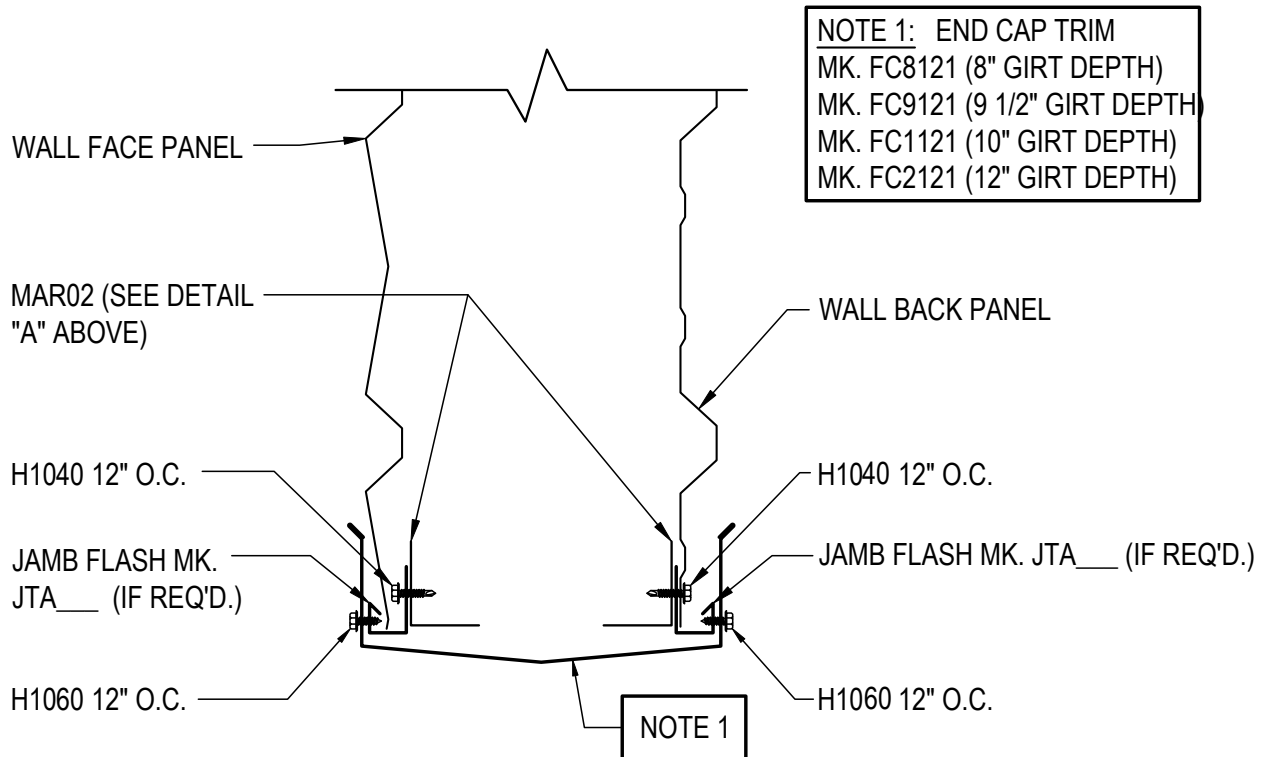 NOTE 1: END CAP TRIM
MK. FC8121 (8" GIRT DEPTH)
MK. FC9121 (9 1/2" GIRT DEPTH)
MK. FC1121 (10" GIRT DEPTH)
MK. FC2121 (12" GIRT DEPTH)
WALL FACE PANEL
MAR02 (SEE DETAIL
"A" ABOVE)
WALL BACK PANEL
H1040 12" O.C.
H1040 12" O.C.
JAMB FLASH MK.
JTA___ (IF REQ'D.)
JAMB FLASH MK. JTA___ (IF REQ'D.)
H1060 12" O.C.
H1060 12" O.C.
NOTE 1